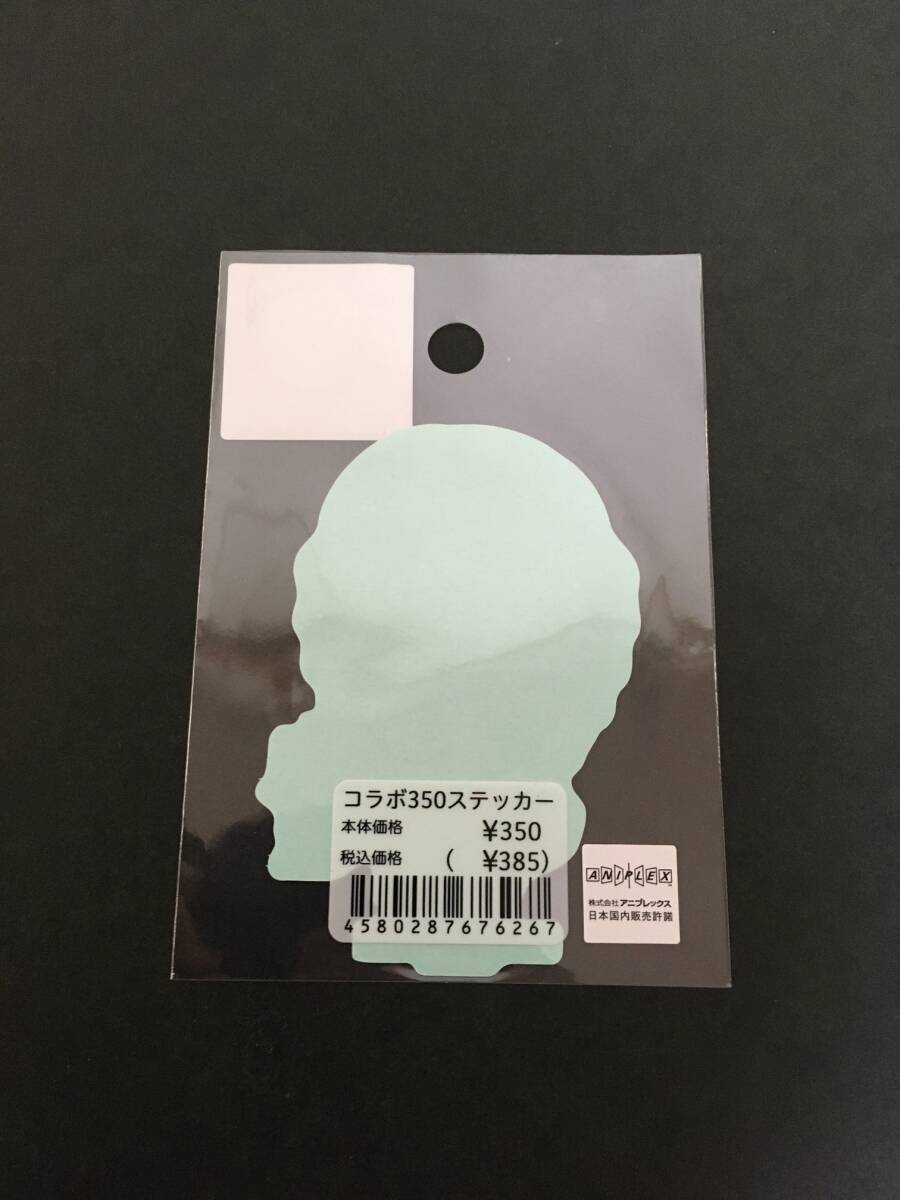 コラボ350ステッカー
本体価格 ¥350
税込価格 ( ¥385)
4580287676267
ANIPLEX
株式会社アニプレックス
日本国内販売許諾